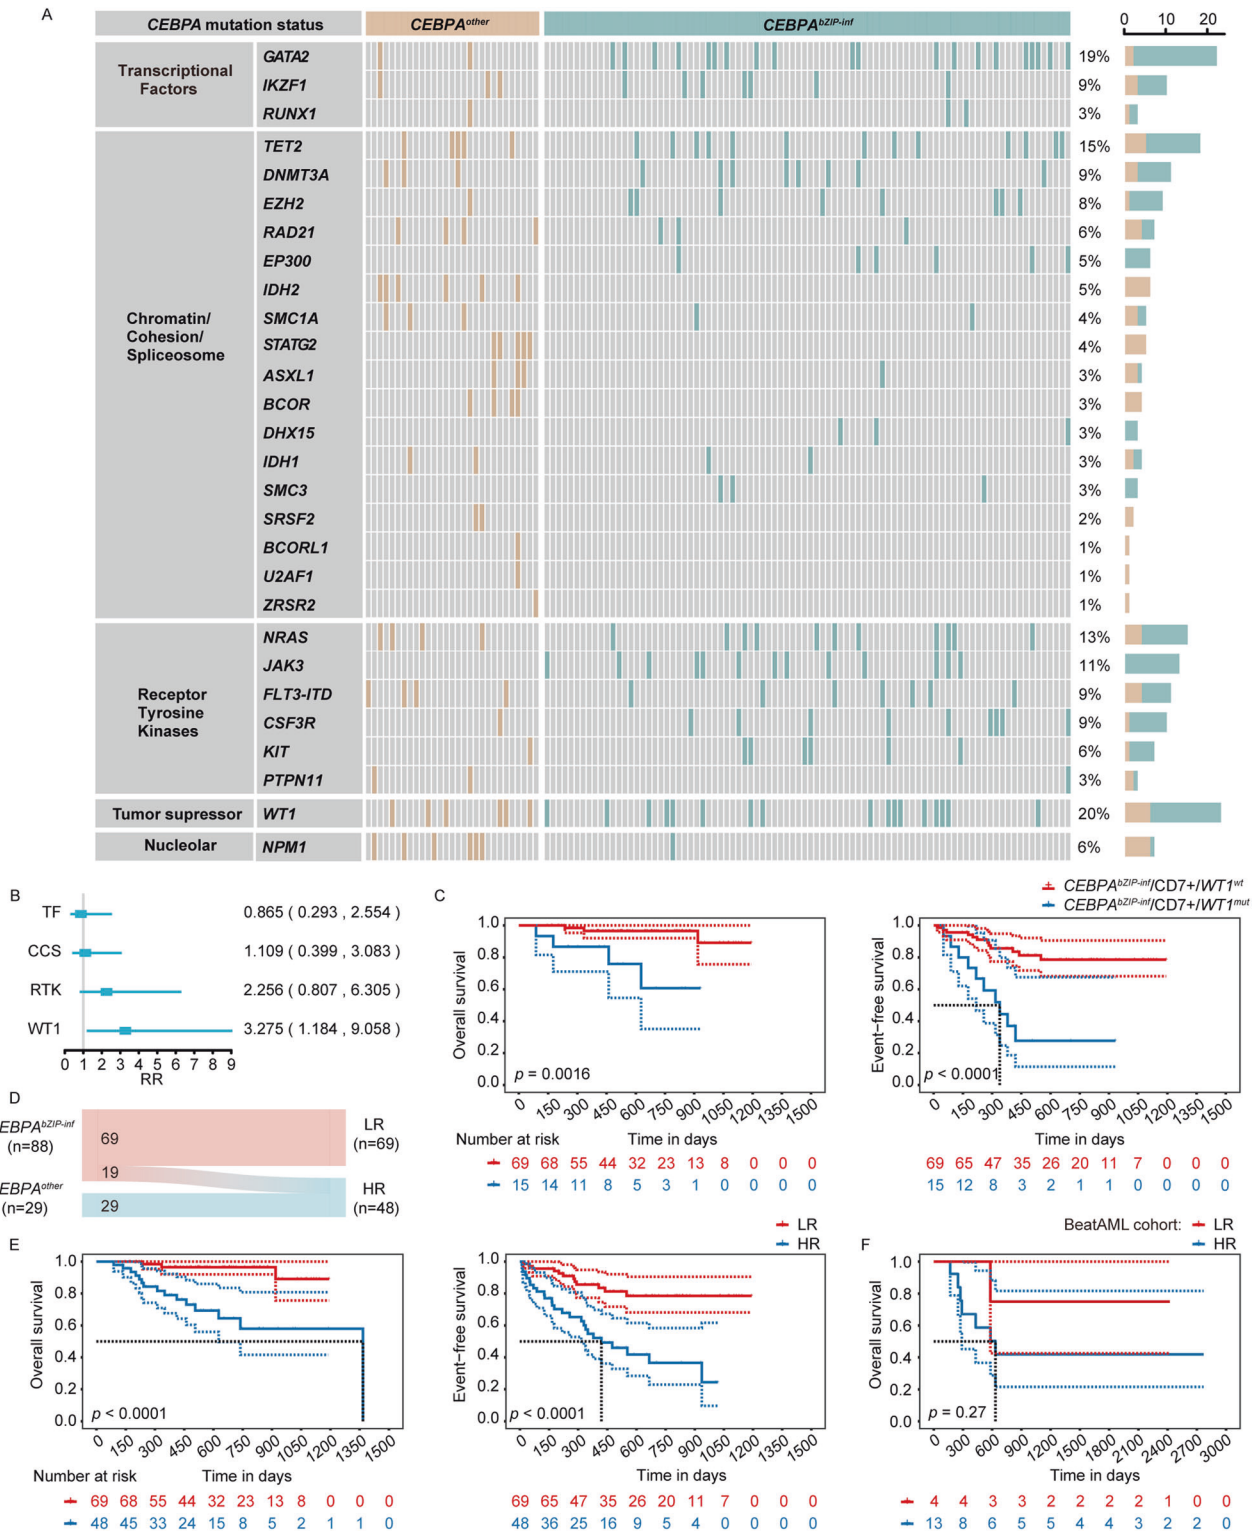 A
CEBPA mutation status CEBPA^other CEBPA^bZIP-inf 0 10 20
Transcriptional
Factors
GATA2 19%
IKZF1 9%
RUNX1 3%
Chromatin/
Cohesion/
Spliceosome
TET2 15%
DNMT3A 9%
EZH2 8%
RAD21 6%
EP300 5%
IDH2 5%
SMC1A 4%
STATG2 4%
ASXL1 3%
BCOR 3%
DHX15 3%
IDH1 3%
SMC3 3%
SRSF2 2%
BCORL1 1%
U2AF1 1%
ZRSR2 1%
Receptor
Tyrosine
Kinases
NRAS 13%
JAK3 11%
FLT3-ITD 9%
CSF3R 9%
KIT 6%
PTPN11 3%
Tumor supressor WT1 20%
Nucleolar NPM1 6%
B
TF 0.865 ( 0.293 , 2.554 )
CCS 1.109 ( 0.399 , 3.083 )
RTK 2.256 ( 0.807 , 6.305 )
WT1 3.275 ( 1.184 , 9.058 )
0 1 2 3 4 5 6 7 8 9
RR
C
CEBPA^bZIP-inf/CD7+/WT1^wt
CEBPA^bZIP-inf/CD7+/WT1^mut
Overall survival
1.0
0.8
0.6
0.4
0.2
0.0
p = 0.0016
0 150 300 450 600 750 900 1050 1200 1350 1500
Number at risk Time in days
69 68 55 44 32 23 13 8 0 0 0
15 14 11 8 5 3 1 0 0 0 0
Event-free survival
1.0
0.8
0.6
0.4
0.2
0.0
p < 0.0001
0 150 300 450 600 750 900 1050 1200 1350 1500
Time in days
69 65 47 35 26 20 11 7 0 0 0
15 12 8 3 2 1 1 0 0 0 0
D
EBPA^bZIP-inf
(n=88)
69
19
EBPA^other
(n=29)
29
LR
(n=69)
HR
(n=48)
E
Overall survival
1.0
0.8
0.6
0.4
0.2
0.0
p < 0.0001
0 150 300 450 600 750 900 1050 1200 1350 1500
Number at risk Time in days
69 68 55 44 32 23 13 8 0 0 0
48 45 33 24 15 8 5 2 1 1 0
LR
HR
Event-free survival
1.0
0.8
0.6
0.4
0.2
0.0
p < 0.0001
0 150 300 450 600 750 900 1050 1200 1350 1500
Time in days
69 65 47 35 26 20 11 7 0 0 0
48 36 25 16 9 5 4 0 0 0 0
F
BeatAML cohort: LR
HR
Overall survival
1.0
0.8
0.6
0.4
0.2
0.0
p = 0.27
0 300 600 900 1200 1500 1800 2100 2400 2700 3000
Time in days
4 4 3 3 2 2 2 2 1 0 0
13 8 6 5 5 4 4 3 2 2 0